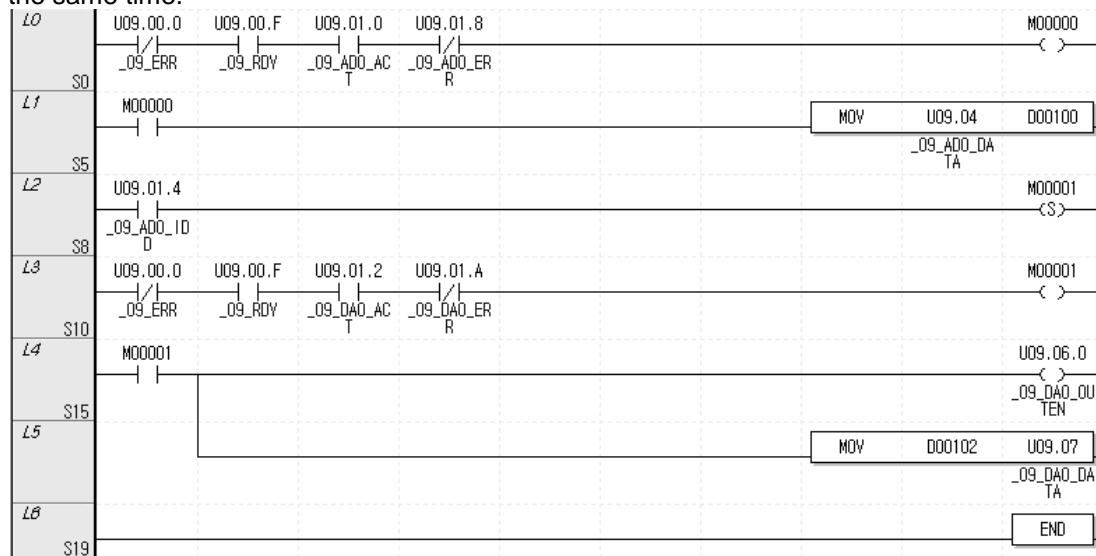 the same time.
L0 U09.00.0 U09.00.F U09.01.0 U09.01.8 M00000
_09_ERR _09_RDY _09_AD0_AC _09_AD0_ER
S0 T R
L1 M00000 MOV U09.04 D00100
_09_AD0_DA
S5 TA
L2 U09.01.4 M00001
(S)
_09_AD0_ID
S8 D
L3 U09.00.0 U09.00.F U09.01.2 U09.01.A M00001
_09_ERR _09_RDY _09_DA0_AC _09_DA0_ER
S10 T R
L4 M00001 U09.06.0
_09_DA0_OU
S15 TEN
L5 MOV D00102 U09.07
_09_DA0_DA
TA
L6 END
S19